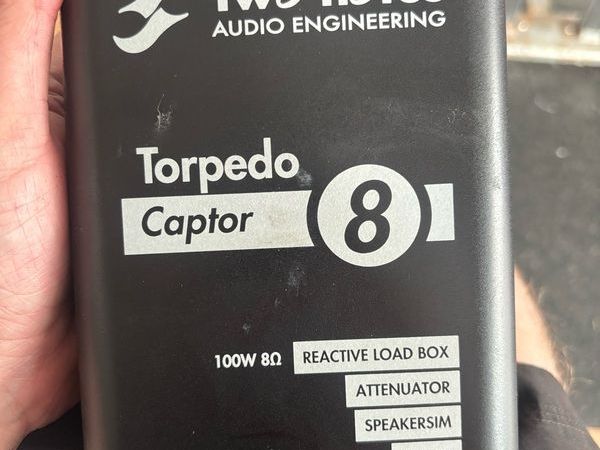 AUDIO ENGINEERING
Torpedo
Captor 8
100W 8Ω REACTIVE LOAD BOX
ATTENUATOR
SPEAKERSIM